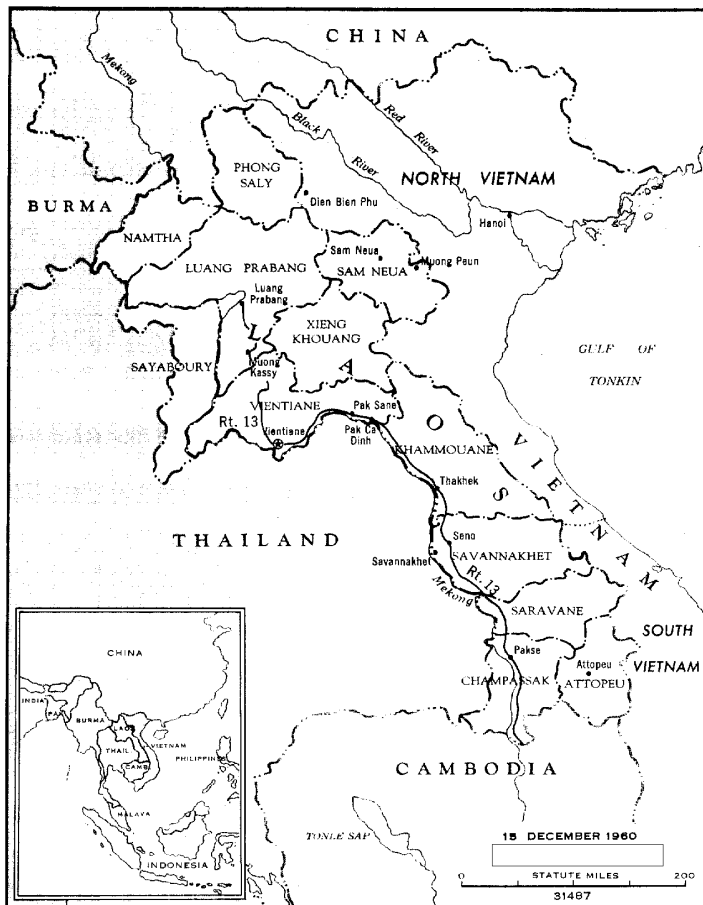 CHINA
Mekong
Red River
Black River
PHONG
SALY
NORTH VIETNAM
BURMA
Dien Bien Phu
Hanoi
NAMTHA
Sam Neua
LUANG PRABANG
SAM NEUA
Muong Peun
Luang
Prabang
XIENG
KHOUANG
GULF OF
TONKIN
SAYABOURY
Muong
Kassy
LAOS
VIETNAM
VIENTIANE
Pak Sane
Rt. 13
Vientiane
Pak Ca
Dinh
KHAMMOUANE
Thakhek
THAILAND
Seno
Savannakhet
SAVANNAKHET
Rt. 13
Mekong
SARAVANE
SOUTH
VIETNAM
Pakse
Attopeu
CHAMPASSAK
ATTOPEU
CAMBODIA
TONLE SAP
CHINA
INDIA
PAK
BURMA
LAOS
THAIL
VIETNAM
CAMB
PHILIPPINES
MALAYA
INDONESIA
15 DECEMBER 1960
STATUTE MILES
0 200
31487